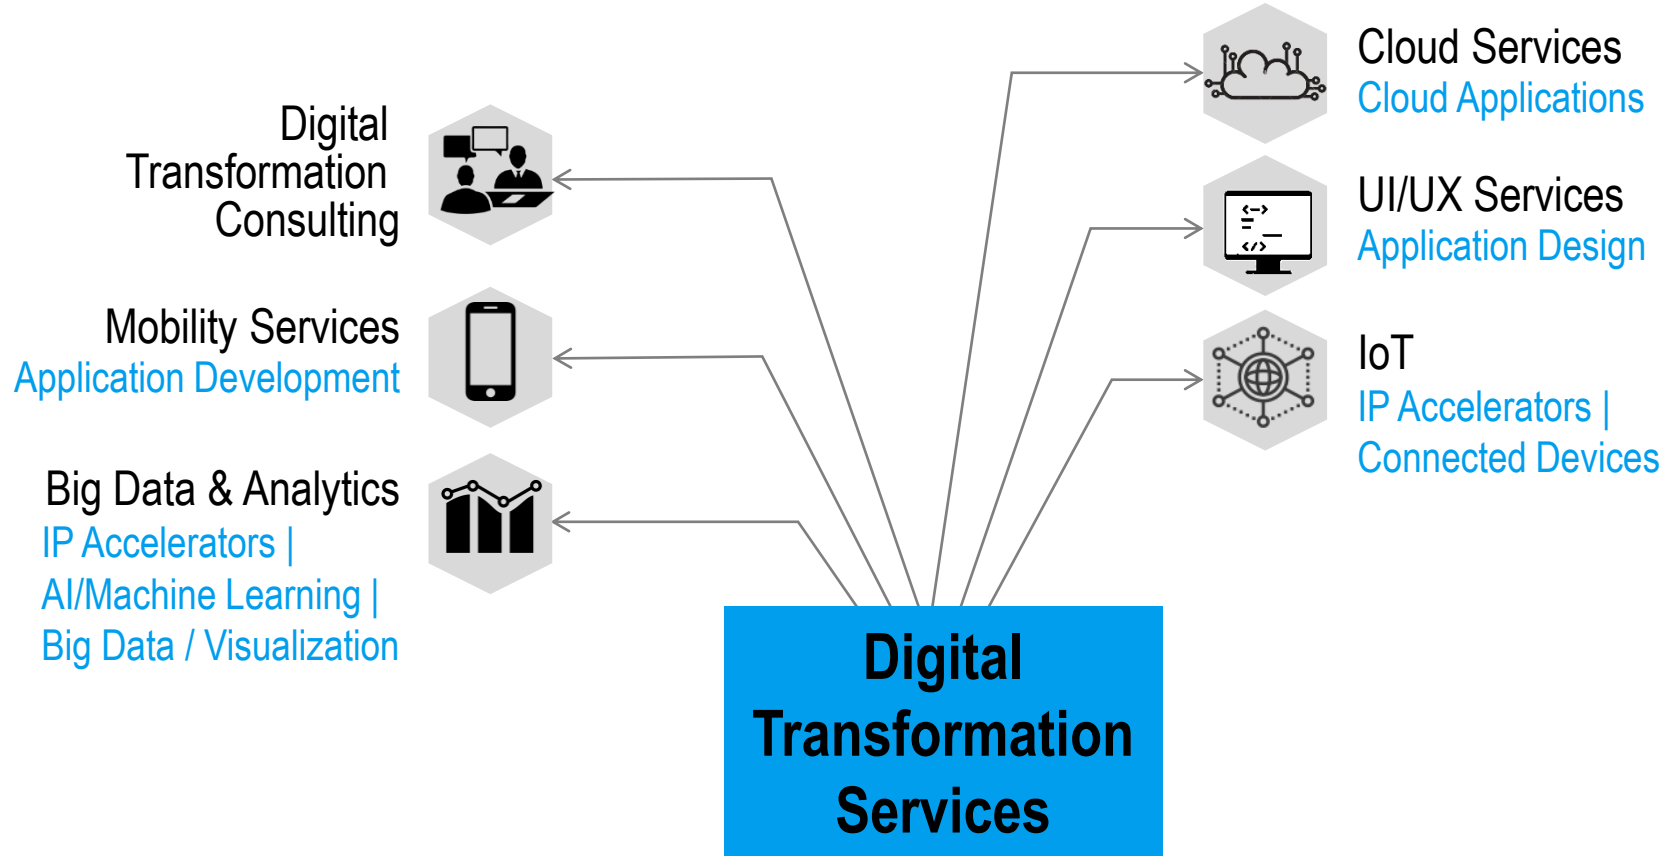 Digital
Transformation
Consulting
Mobility Services
Application Development
Big Data & Analytics
IP Accelerators |
AI/Machine Learning |
Big Data / Visualization
Cloud Services
Cloud Applications
UI/UX Services
Application Design
IoT
IP Accelerators |
Connected Devices
Digital
Transformation
Services